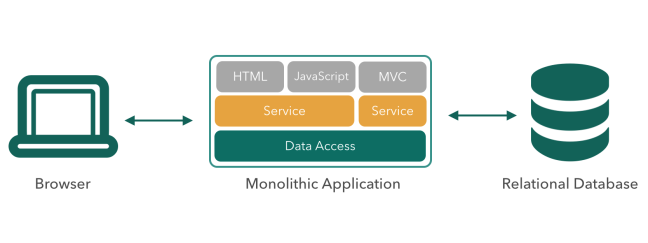 HTML
JavaScript
MVC
Service
Service
Data Access
Browser
Monolithic Application
Relational Database